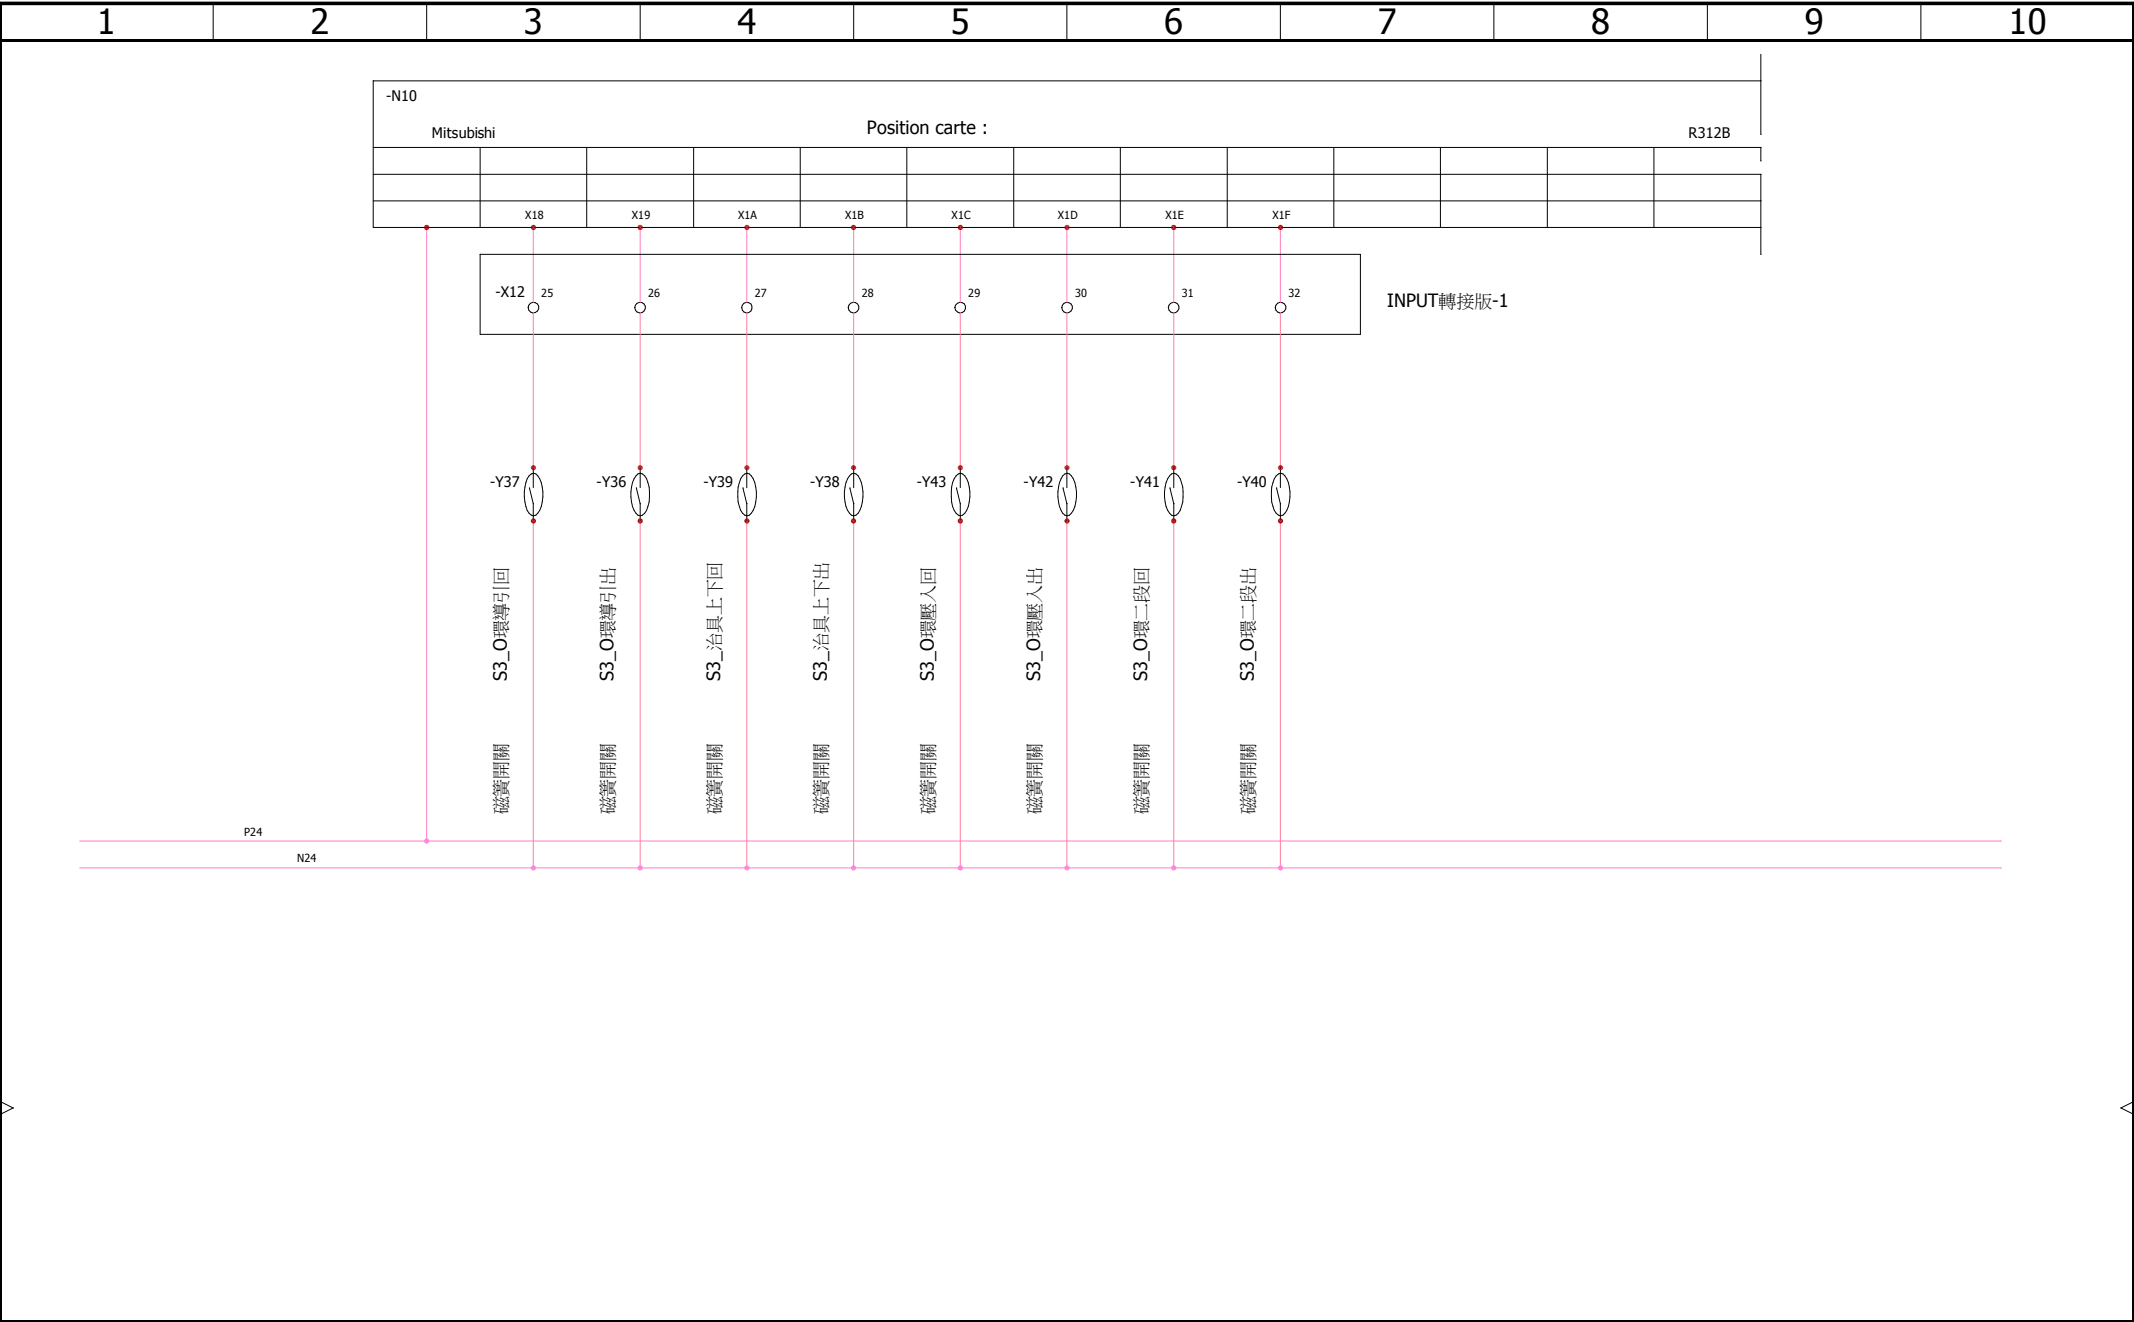 1 2 3 4 5 6 7 8 9 10
-N10
Mitsubishi Position carte : R312B
X18 X19 X1A X1B X1C X1D X1E X1F
-X12 25 26 27 28 29 30 31 32
INPUT轉接版-1
-Y37 -Y36 -Y39 -Y38 -Y43 -Y42 -Y41 -Y40
S3_O環導引回
S3_O環導引出
S3_治具上下回
S3_治具上下出
S3_O環壓入回
S3_O環壓入出
S3_O環二段回
S3_O環二段出
磁簧開關
磁簧開關
磁簧開關
磁簧開關
磁簧開關
磁簧開關
磁簧開關
磁簧開關
P24
N24